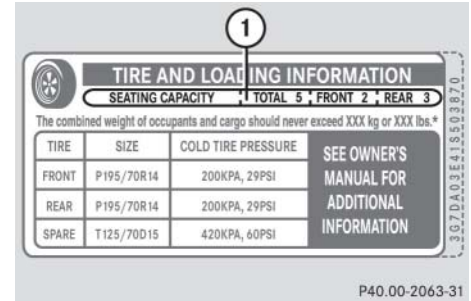 1
TIRE AND LOADING INFORMATION
SEATING CAPACITY TOTAL 5 FRONT 2 REAR 3
The combined weight of occupants and cargo should never exceed XXX kg or XXX lbs.*
TIRE SIZE COLD TIRE PRESSURE
FRONT P195/70R14 200KPA, 29PSI
REAR P195/70R14 200KPA, 29PSI
SPARE T125/70D15 420KPA, 60PSI
SEE OWNER'S
MANUAL FOR
ADDITIONAL
INFORMATION
3G7DA03E41S503870
P40.00-2063-31